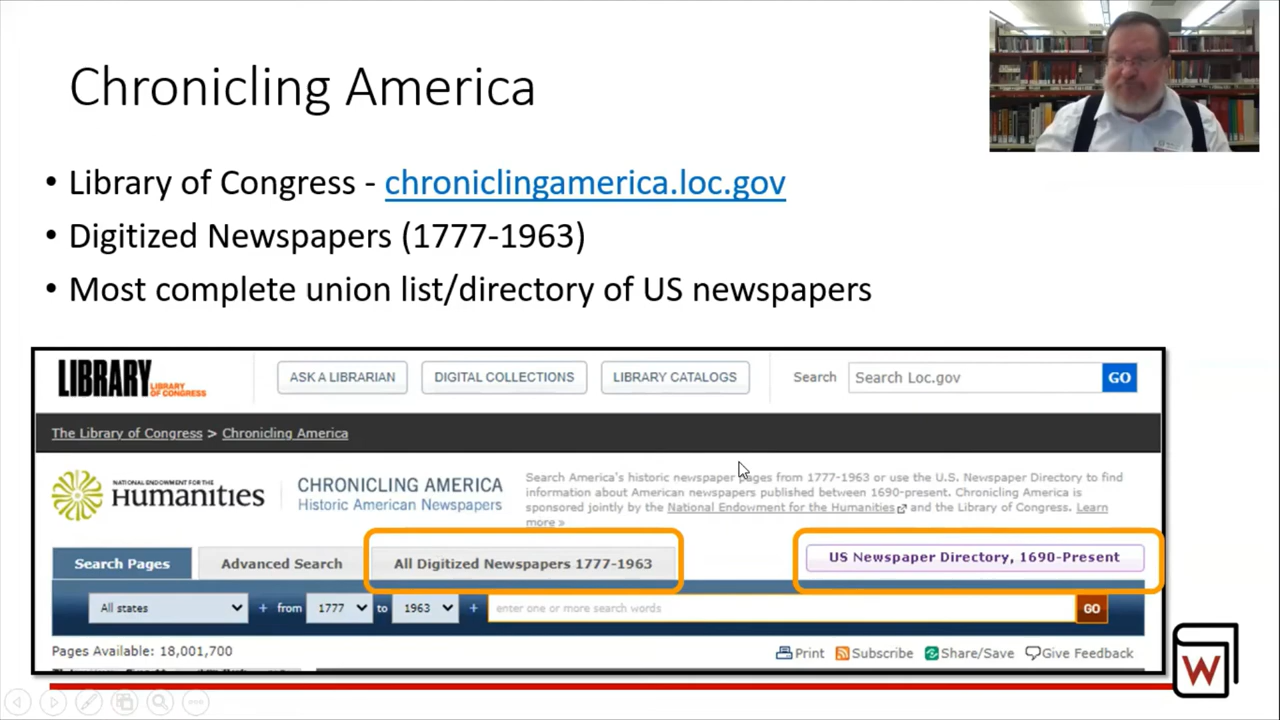 Chronicling America
• Library of Congress - chroniclingamerica.loc.gov
• Digitized Newspapers (1777-1963)
• Most complete union list/directory of US newspapers
LIBRARY LIBRARY OF CONGRESS
ASK A LIBRARIAN
DIGITAL COLLECTIONS
LIBRARY CATALOGS
Search
Search Loc.gov
GO
The Library of Congress > Chronicling America
NATIONAL ENDOWMENT FOR THE
HUMANITIES
CHRONICLING AMERICA
Historic American Newspapers
Search America's historic newspaper pages from 1777-1963 or use the U.S. Newspaper Directory to find
information about American newspapers published between 1690-present. Chronicling America is
sponsored jointly by the National Endowment for the Humanities and the Library of Congress. Learn
more »
Search Pages
Advanced Search
All Digitized Newspapers 1777-1963
US Newspaper Directory, 1690-Present
All states + from 1777 to 1963 + enter one or more search words GO
Pages Available: 18,001,700
Print
Subscribe
Share/Save
Give Feedback
W